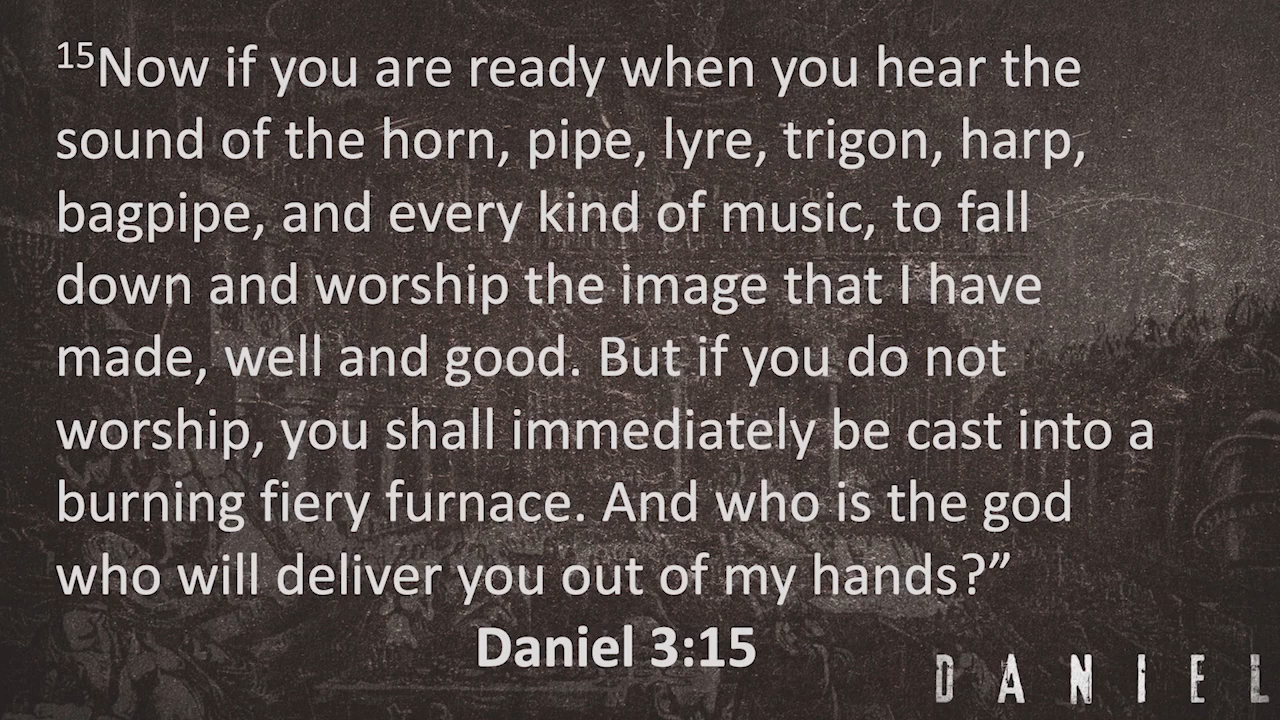 15Now if you are ready when you hear the
sound of the horn, pipe, lyre, trigon, harp,
bagpipe, and every kind of music, to fall
down and worship the image that I have
made, well and good. But if you do not
worship, you shall immediately be cast into a
burning fiery furnace. And who is the god
who will deliver you out of my hands?”
Daniel 3:15
DANIEL